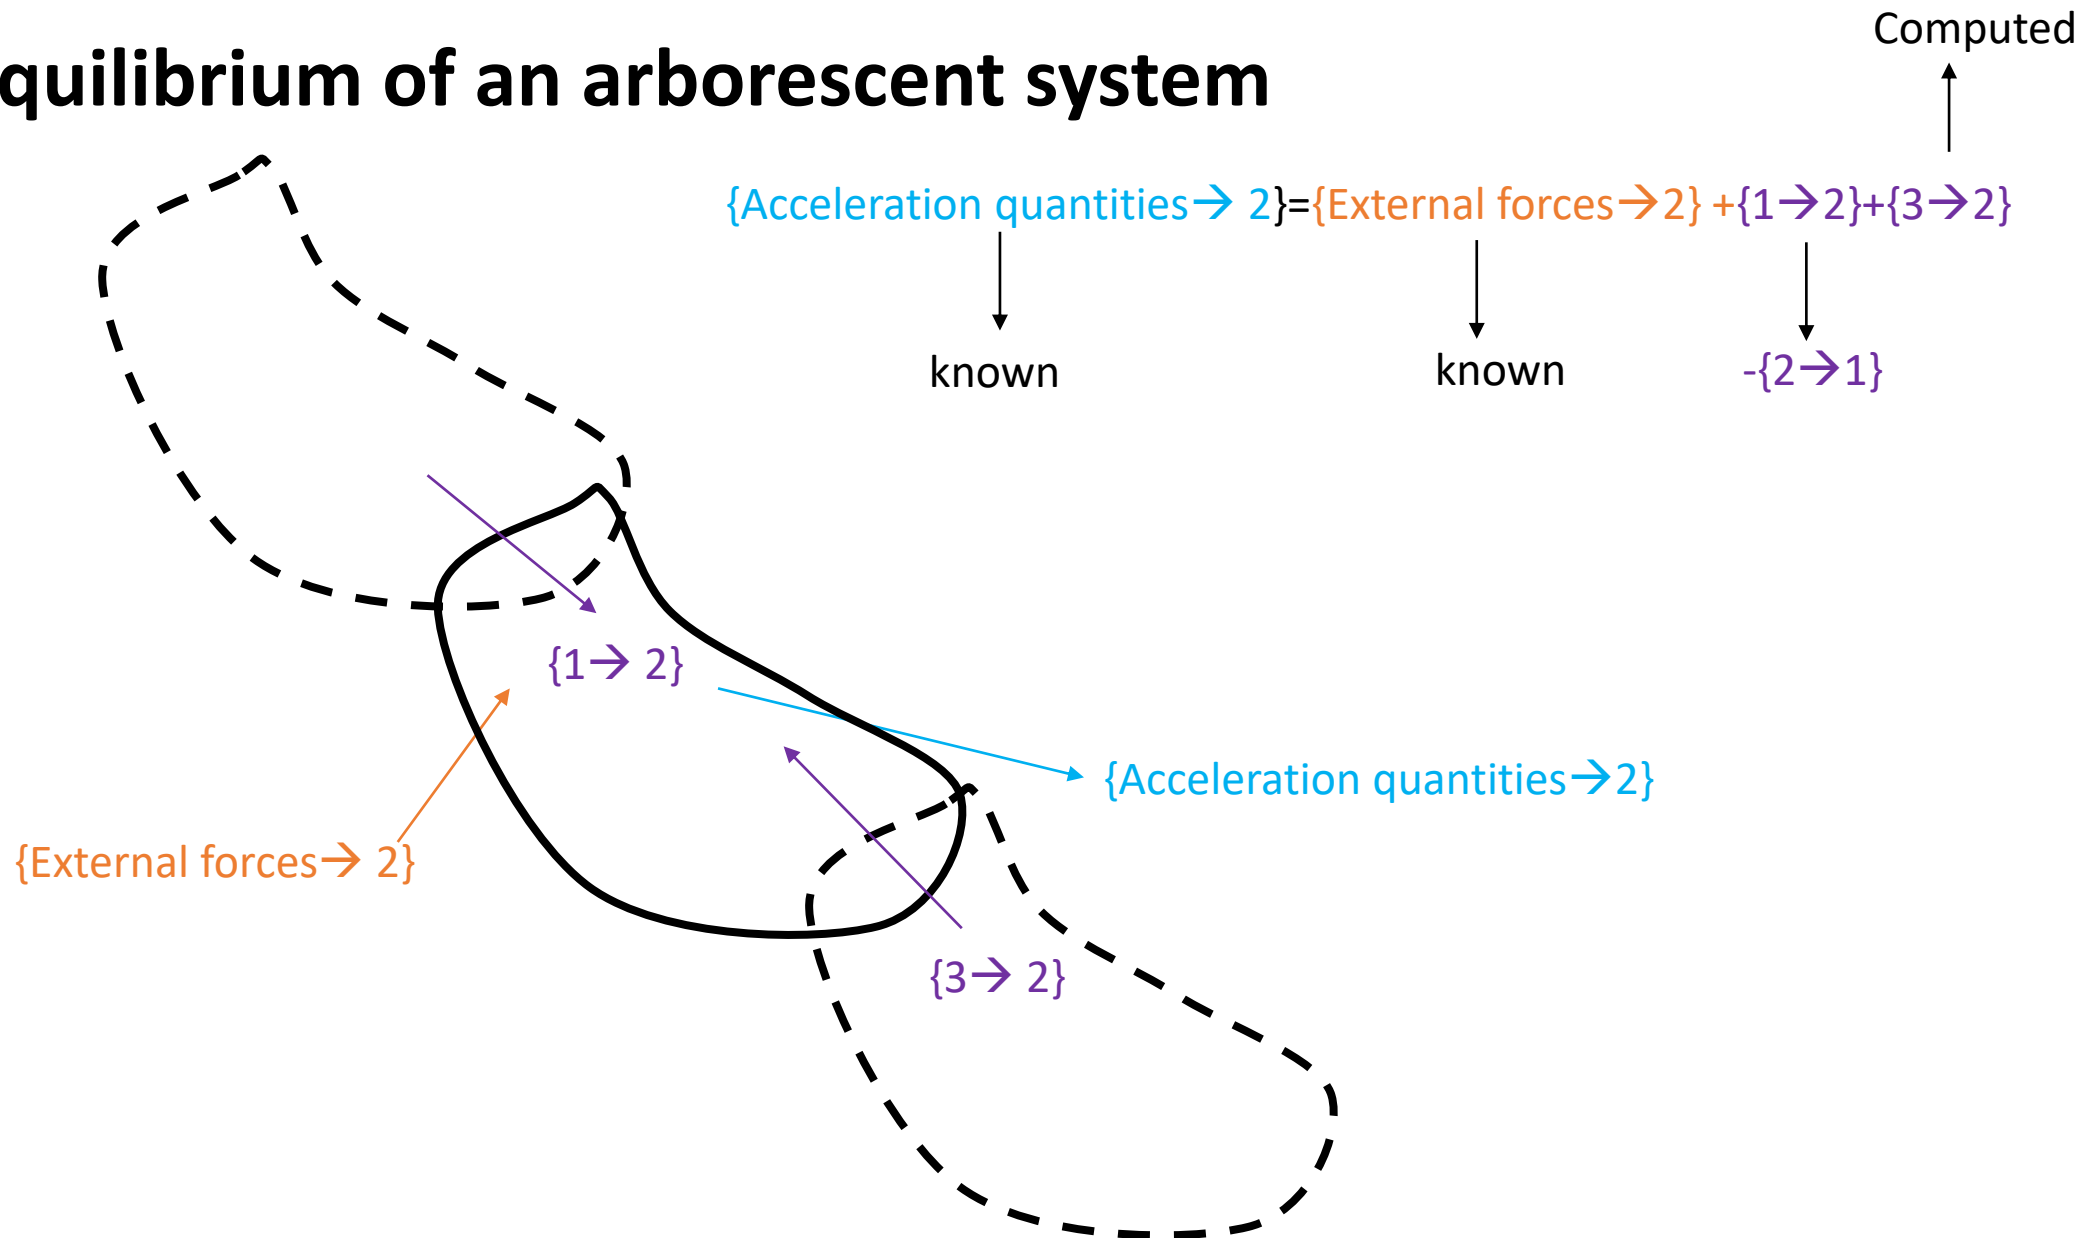 Computed
quilibrium of an arborescent system
{Acceleration quantities→ 2}={External forces→2} +{1→2}+{3→2}
known
known
-{2→1}
{1→ 2}
{Acceleration quantities→2}
{External forces→ 2}
{3→ 2}